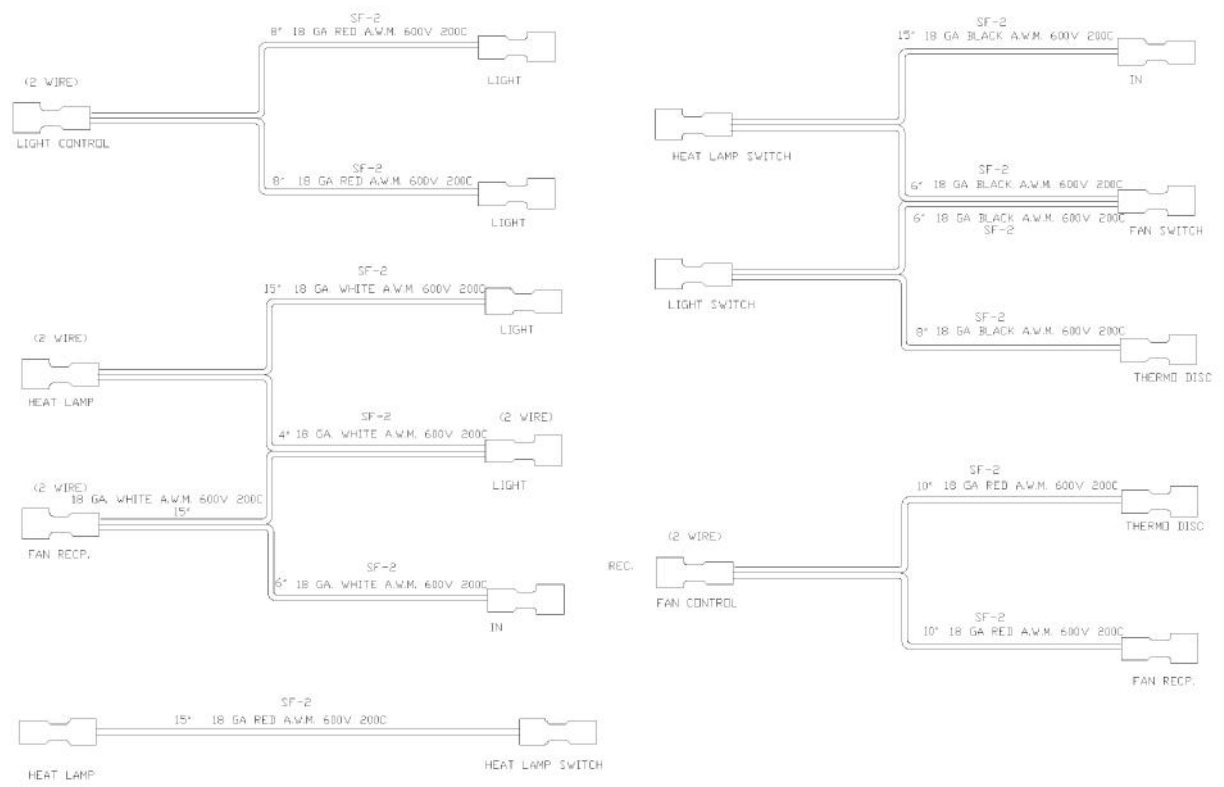 SF-2
8" 18 GA RED A.W.M. 600V 200C
LIGHT
(2 WIRE)
LIGHT CONTROL
SF-2
8" 18 GA RED A.W.M. 600V 200C
LIGHT
SF-2
15" 18 GA. WHITE A.W.M. 600V 200C
LIGHT
(2 WIRE)
HEAT LAMP
SF-2
(2 WIRE)
4" 18 GA. WHITE A.W.M. 600V 200C
LIGHT
(2 WIRE)
18 GA. WHITE A.W.M. 600V 200C
15"
FAN RECP.
SF-2
6" 18 GA. WHITE A.W.M. 600V 200C
IN
SF-2
15" 18 GA RED A.W.M. 600V 200C
HEAT LAMP
HEAT LAMP SWITCH
SF-2
15" 18 GA BLACK A.W.M. 600V 200C
IN
HEAT LAMP SWITCH
SF-2
6" 18 GA BLACK A.W.M. 600V 200C
6" 18 GA BLACK A.W.M. 600V 200C
SF-2
FAN SWITCH
LIGHT SWITCH
SF-2
8" 18 GA BLACK A.W.M. 600V 200C
THERMO DISC
SF-2
10" 18 GA RED A.W.M. 600V 200C
THERMO DISC
(2 WIRE)
REC.
FAN CONTROL
SF-2
10" 18 GA RED A.W.M. 600V 200C
FAN RECP.